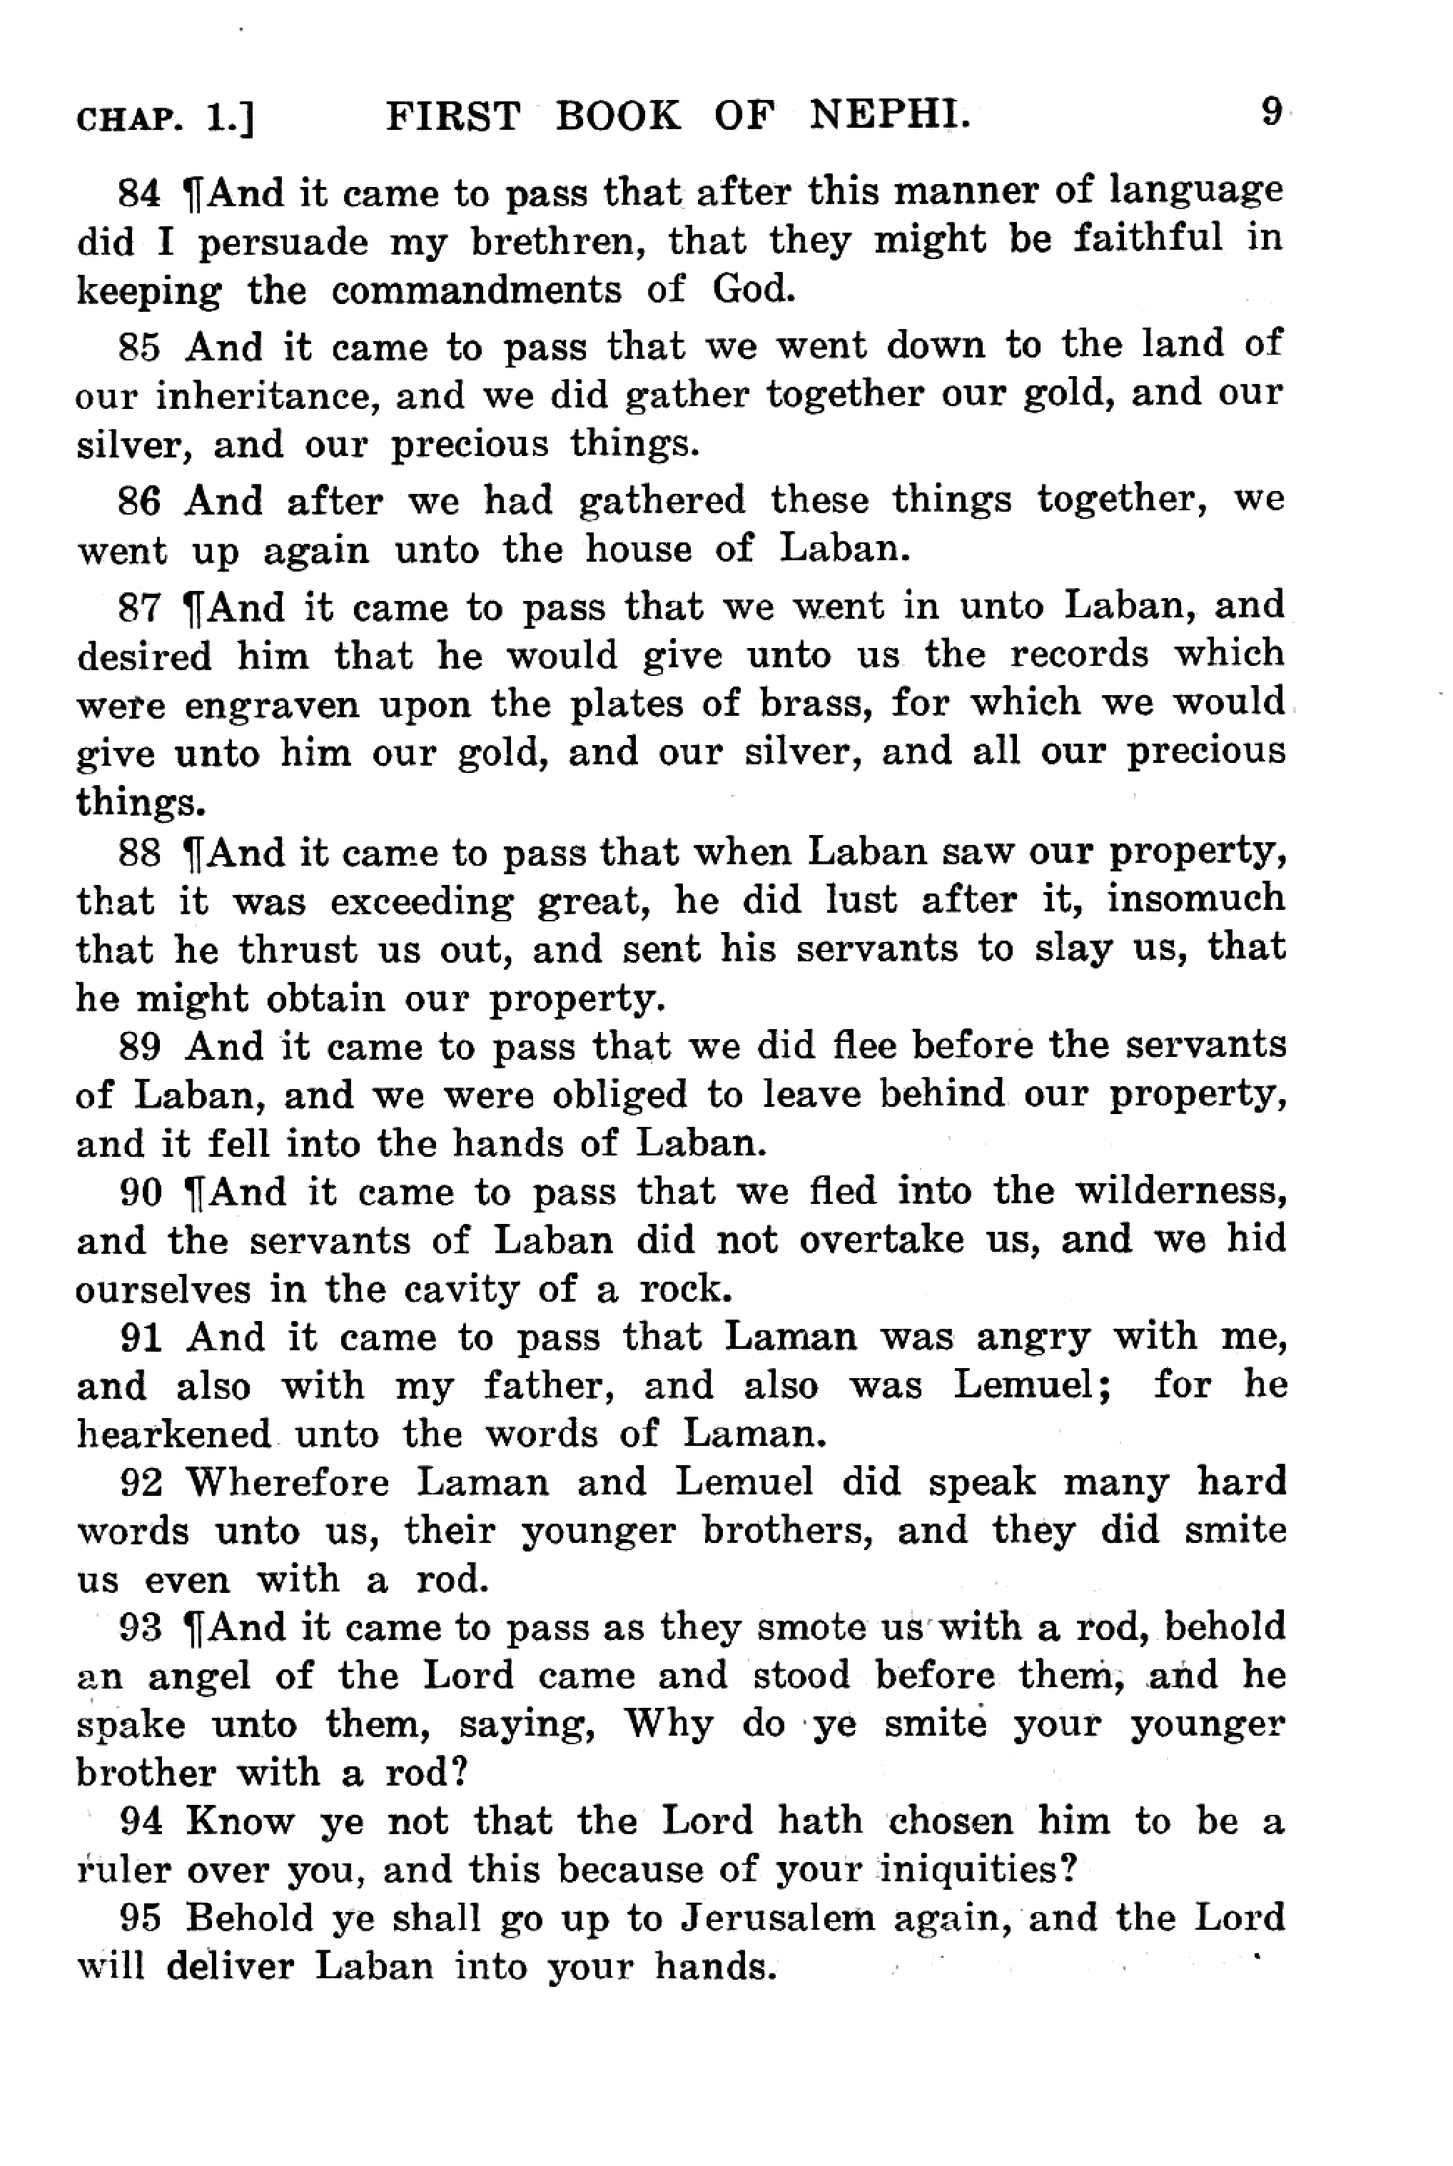 CHAP. 1.] FIRST BOOK OF NEPHI. 9
84 ¶And it came to pass that after this manner of language
did I persuade my brethren, that they might be faithful in
keeping the commandments of God.
85 And it came to pass that we went down to the land of
our inheritance, and we did gather together our gold, and our
silver, and our precious things.
86 And after we had gathered these things together, we
went up again unto the house of Laban.
87 ¶And it came to pass that we went in unto Laban, and
desired him that he would give unto us the records which
were engraven upon the plates of brass, for which we would
give unto him our gold, and our silver, and all our precious
things.
88 ¶And it came to pass that when Laban saw our property,
that it was exceeding great, he did lust after it, insomuch
that he thrust us out, and sent his servants to slay us, that
he might obtain our property.
89 And it came to pass that we did flee before the servants
of Laban, and we were obliged to leave behind our property,
and it fell into the hands of Laban.
90 ¶And it came to pass that we fled into the wilderness,
and the servants of Laban did not overtake us, and we hid
ourselves in the cavity of a rock.
91 And it came to pass that Laman was angry with me,
and also with my father, and also was Lemuel; for he
hearkened unto the words of Laman.
92 Wherefore Laman and Lemuel did speak many hard
words unto us, their younger brothers, and they did smite
us even with a rod.
93 ¶And it came to pass as they smote us with a rod, behold
an angel of the Lord came and stood before them, and he
spake unto them, saying, Why do ye smite your younger
brother with a rod?
94 Know ye not that the Lord hath chosen him to be a
ruler over you, and this because of your iniquities?
95 Behold ye shall go up to Jerusalem again, and the Lord
will deliver Laban into your hands.